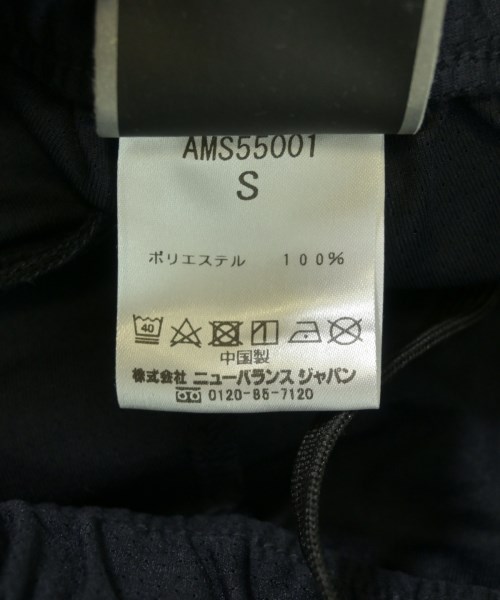 AMS55001
S
ポリエステル 100%
40
中国製
株式会社 ニューバランス ジャパン
0120-85-7120